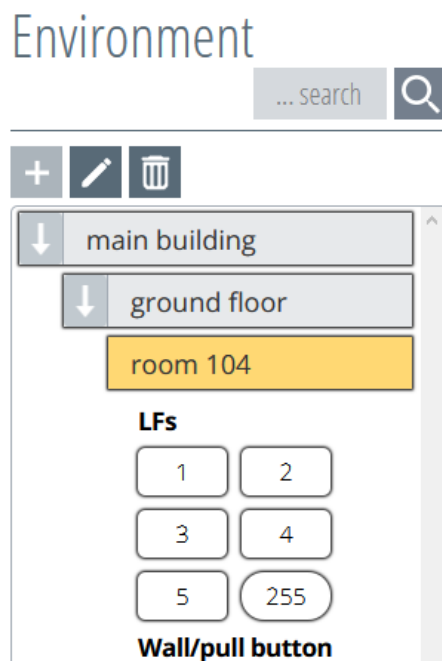 Environment
... search
main building
ground floor
room 104
LFs
1 2
3 4
5 255
Wall/pull button